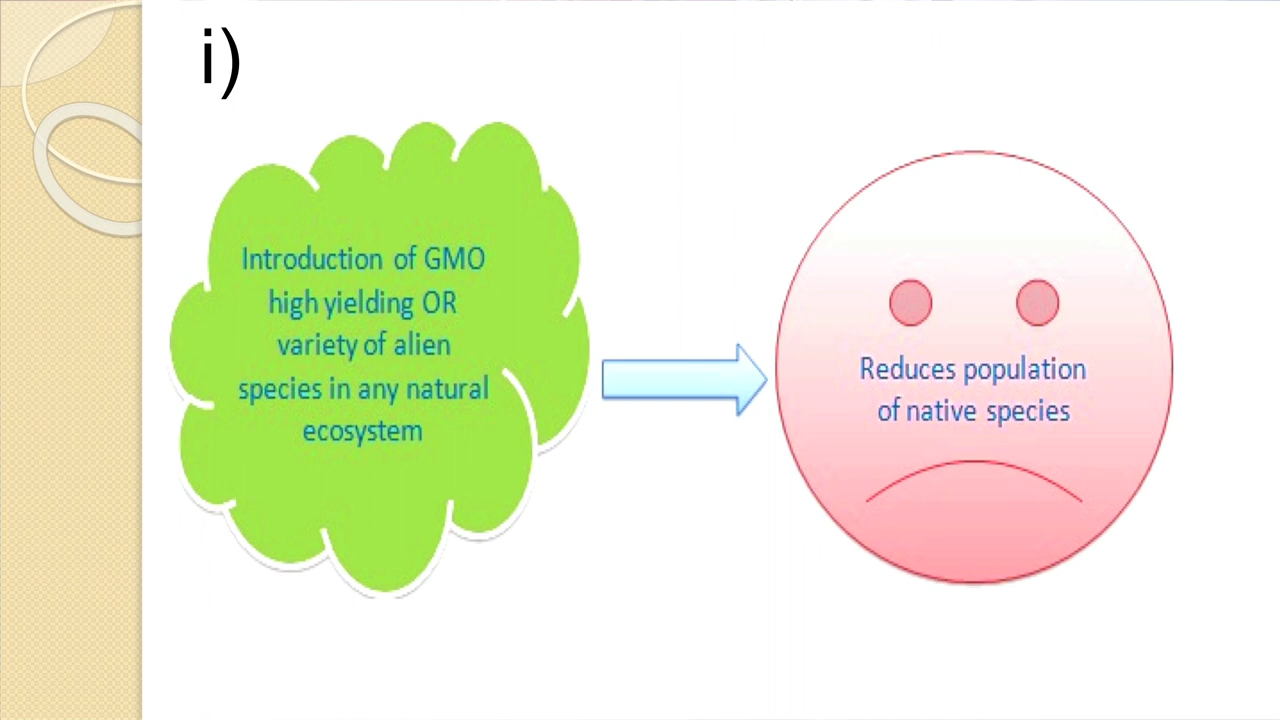 i)
Introduction of GMO
high yielding OR
variety of alien
species in any natural
ecosystem
Reduces population
of native species